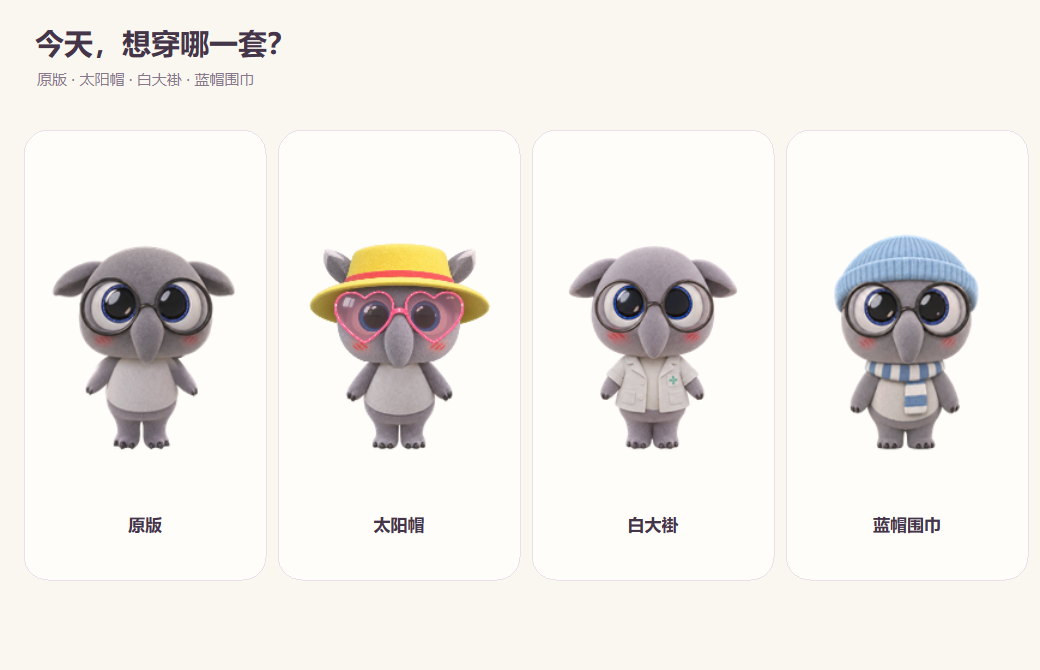 今天，想穿哪一套？
原版 · 太阳帽 · 白大褂 · 蓝帽围巾
原版
太阳帽
白大褂
蓝帽围巾